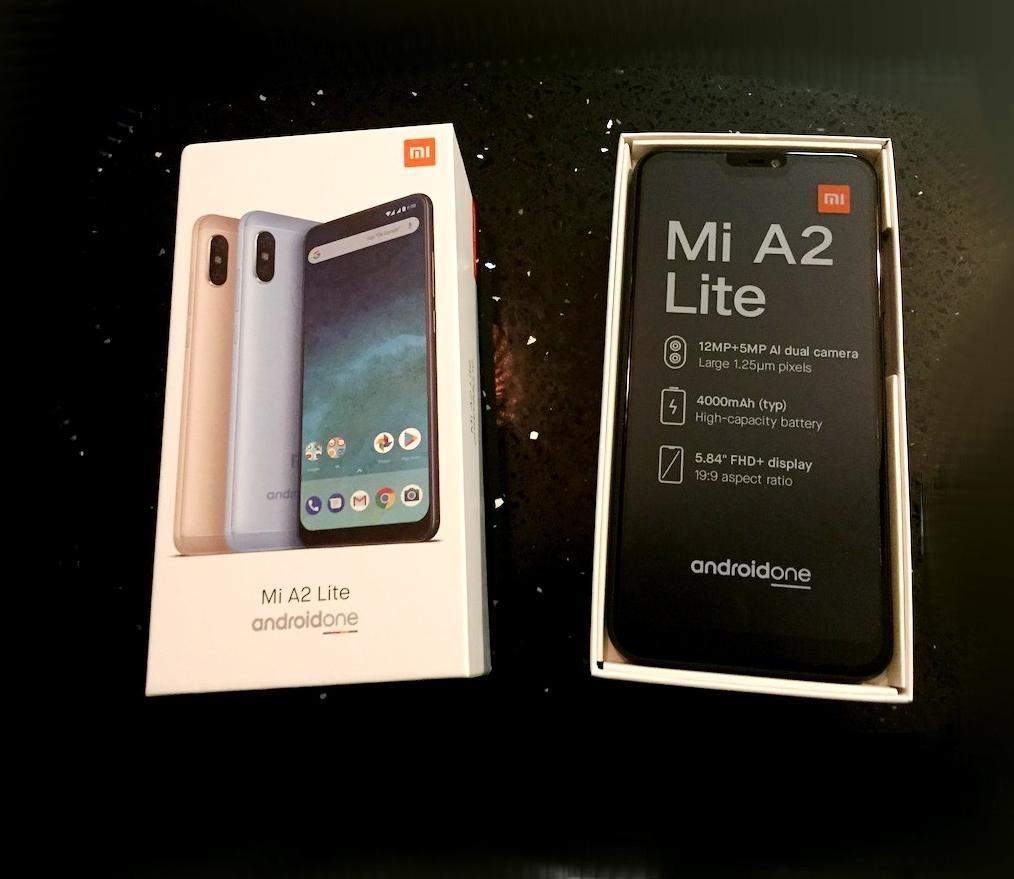 mi
Mi A2 Lite
androidone
mi
Mi A2
Lite
12MP+5MP AI dual camera
Large 1.25µm pixels
4000mAh (typ)
High-capacity battery
5.84" FHD+ display
19:9 aspect ratio
androidone